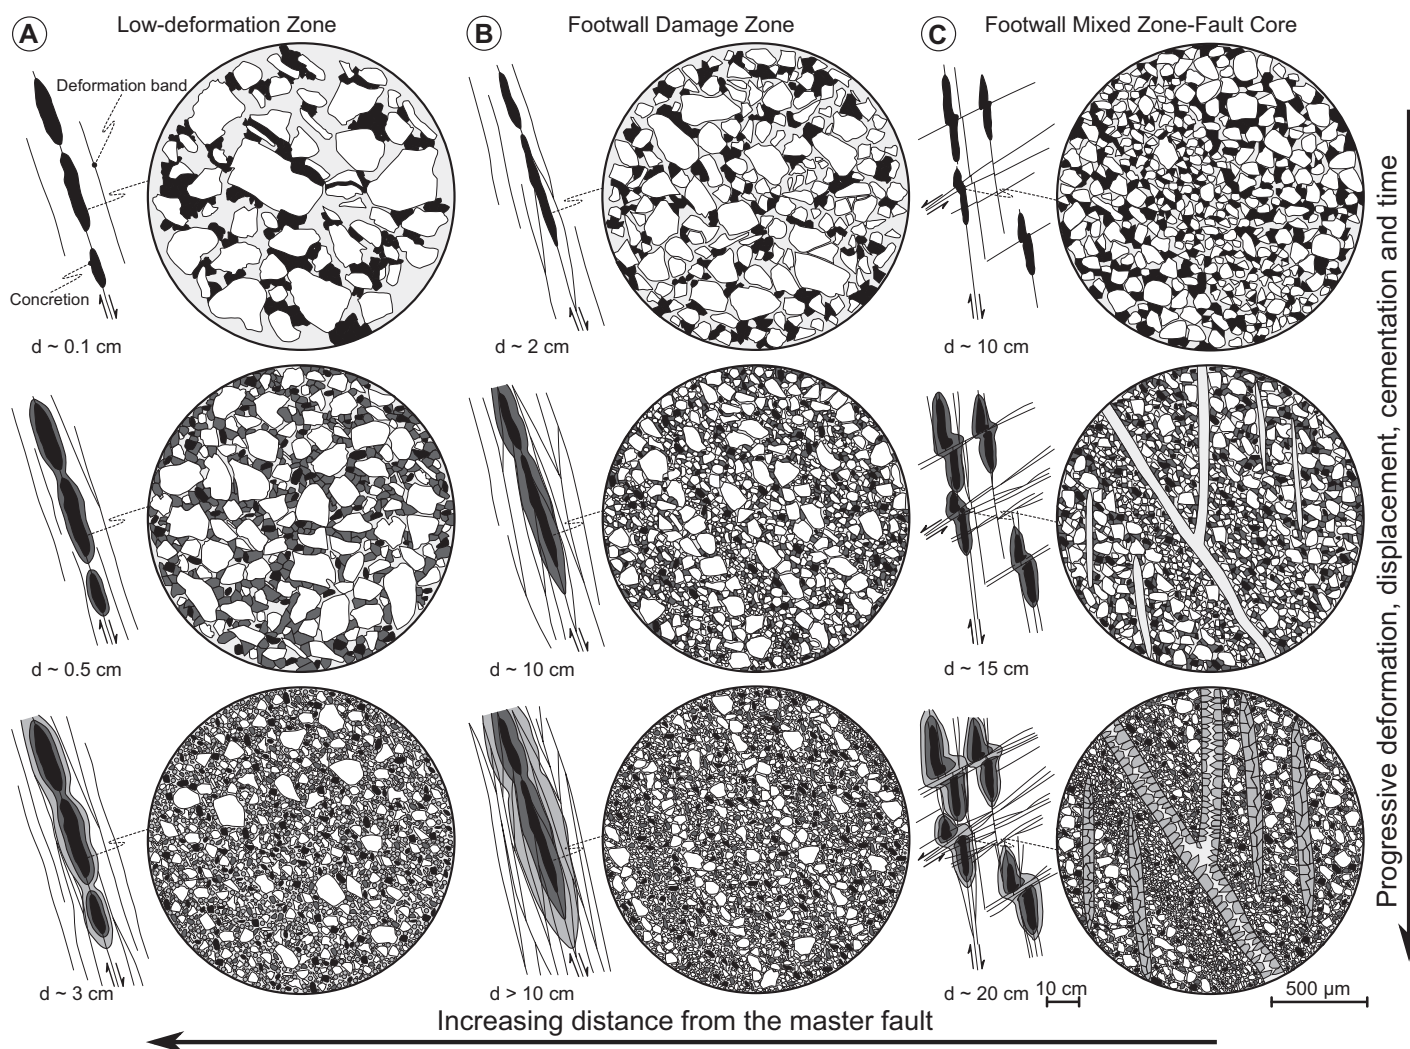 A
Low-deformation Zone
B
Footwall Damage Zone
C
Footwall Mixed Zone-Fault Core
Deformation band
Concretion
d ~ 0.1 cm
d ~ 2 cm
d ~ 10 cm
d ~ 0.5 cm
d ~ 10 cm
d ~ 15 cm
d ~ 3 cm
d > 10 cm
d ~ 20 cm
10 cm
500 µm
Increasing distance from the master fault
Progressive deformation, displacement, cementation and time